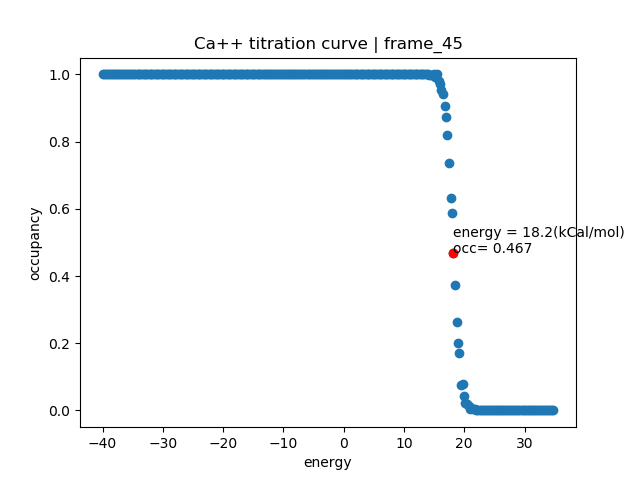 Ca++ titration curve | frame_45
1.0
0.8
0.6
0.4
0.2
0.0
occupancy
energy = 18.2(kCal/mol)
occ= 0.467
−40
−30
−20
−10
0
10
20
30
energy